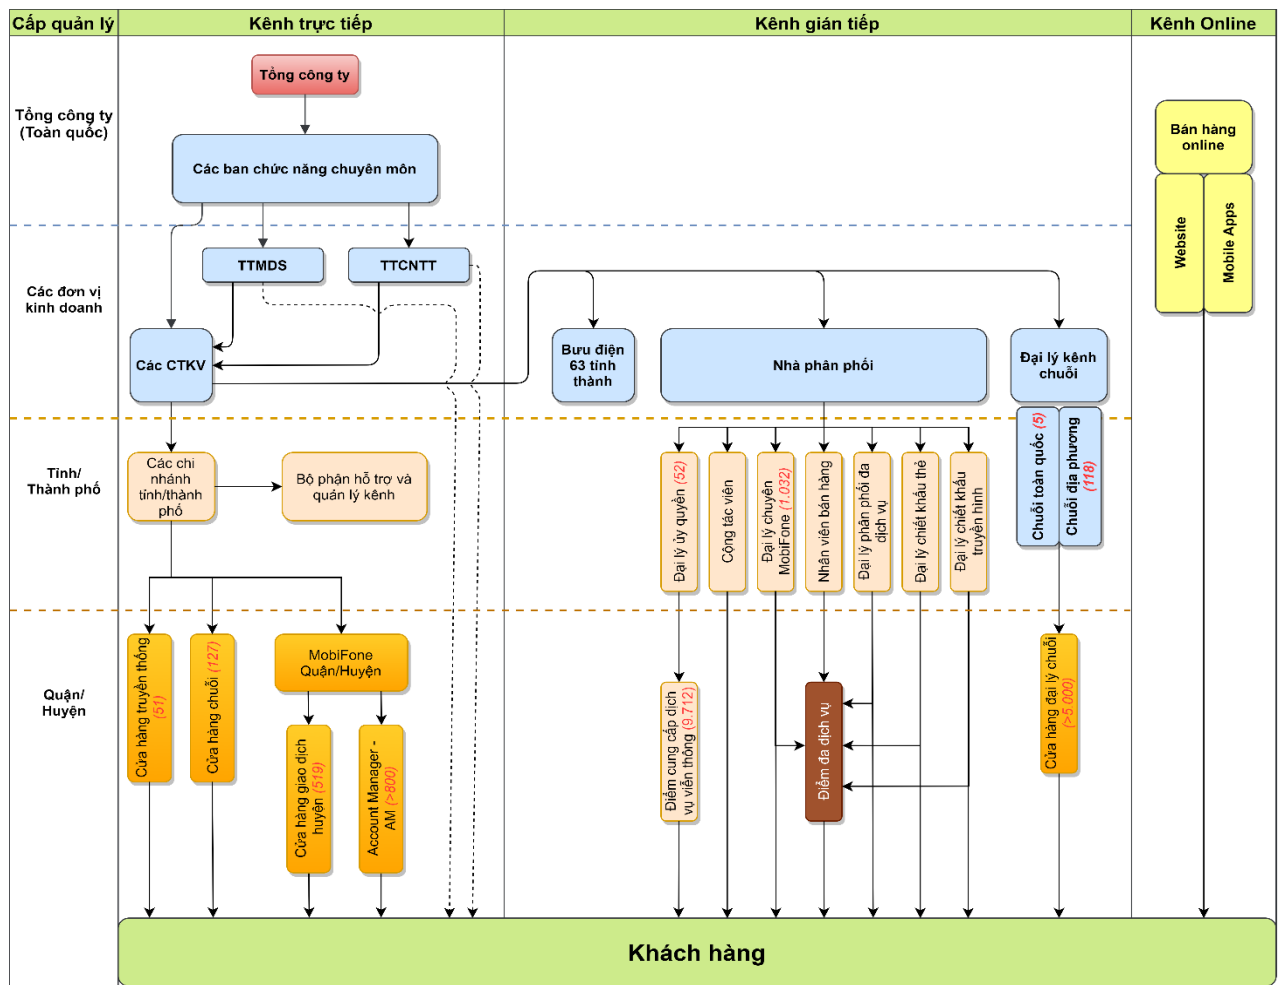 Cấp quản lý
Kênh trực tiếp
Kênh gián tiếp
Kênh Online
Tổng công ty
(Toàn quốc)
Tổng công ty
Các ban chức năng chuyên môn
Bán hàng
online
Website
Mobile Apps
Các đơn vị
kinh doanh
TTMDS
TTCNTT
Các CTKV
Bưu điện
63 tỉnh
thành
Nhà phân phối
Đại lý kênh
chuỗi
Chuỗi toàn quốc (5)
Chuỗi địa phương
(118)
Tỉnh/
Thành phố
Các chi
nhánh
tỉnh/thành
phố
Bộ phận hỗ trợ và
quản lý kênh
Đại lý ủy quyền (52)
Cộng tác viên
Đại lý chuyên
MobiFone (1.032)
Nhân viên bán hàng
Đại lý phân phối đa
dịch vụ
Đại lý chiết khấu thẻ
Đại lý chiết khấu
truyền hình
Quận/
Huyện
Cửa hàng truyền thống
(51)
Cửa hàng chuỗi (127)
MobiFone
Quận/Huyện
Cửa hàng giao dịch
huyện (519)
Account Manager -
AM (>800)
Điểm cung cấp dịch
vụ viễn thông (9.712)
Điểm đa dịch vụ
Cửa hàng đại lý chuỗi
(>5.000)
Khách hàng